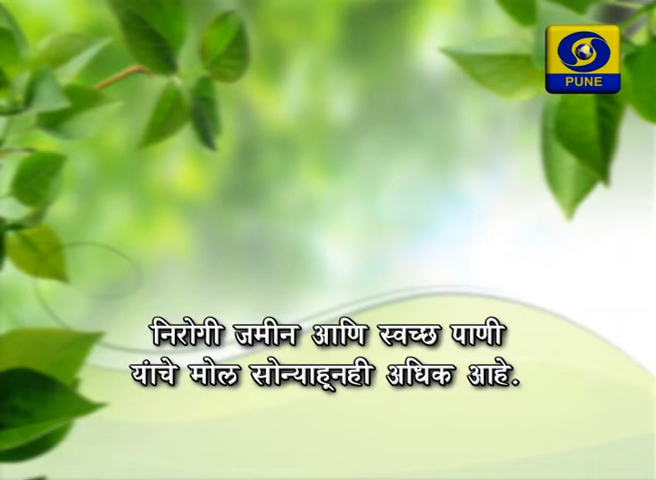 PUNE
निरोगी जमीन आणि स्वच्छ पाणी
यांचे मोल सोन्याहूनही अधिक आहे.